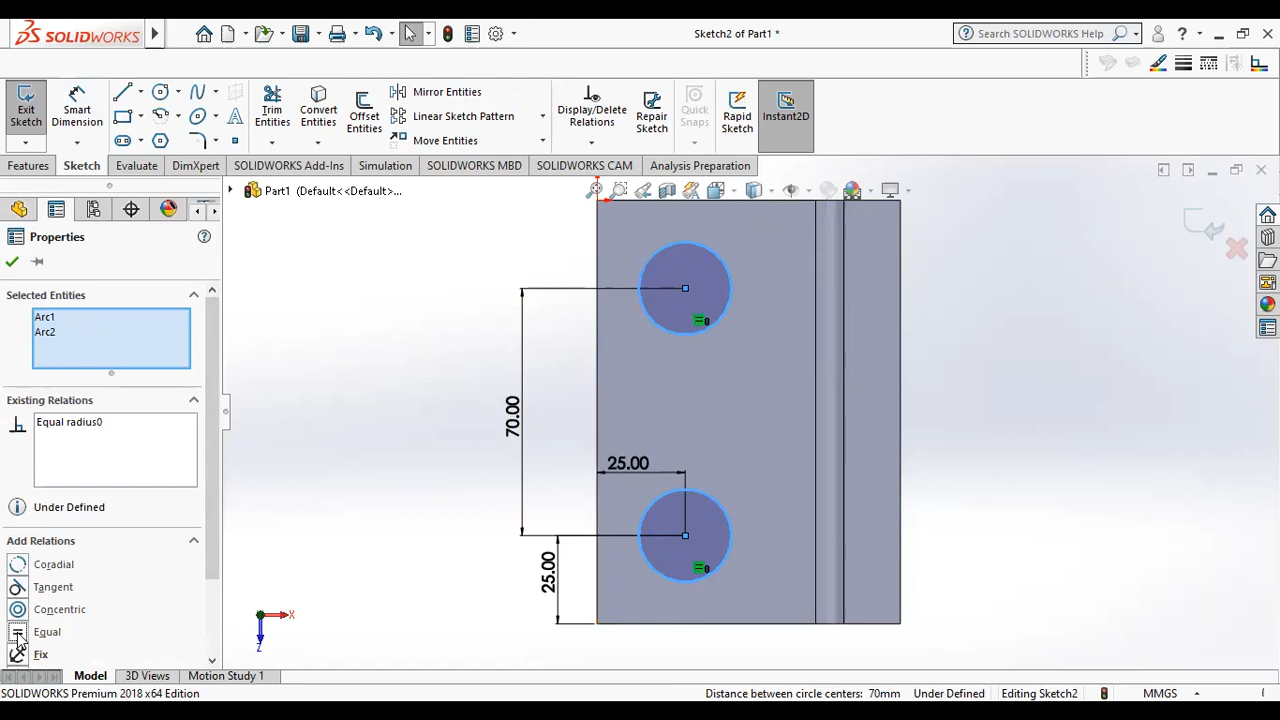 SOLIDWORKS
Sketch2 of Part1 *
Search SOLIDWORKS Help
Exit Sketch
Smart Dimension
Trim Entities
Convert Entities
Offset Entities
Mirror Entities
Linear Sketch Pattern
Move Entities
Display/Delete Relations
Repair Sketch
Quick Snaps
Rapid Sketch
Instant2D
Features
Sketch
Evaluate
DimXpert
SOLIDWORKS Add-Ins
Simulation
SOLIDWORKS MBD
SOLIDWORKS CAM
Analysis Preparation
Part1 (Default<<Default>...
Properties
Selected Entities
Arc1
Arc2
Existing Relations
Equal radius0
Under Defined
Add Relations
Coradial
Tangent
Concentric
Equal
Fix
70.00
25.00
25.00
0
0
X
Z
Model
3D Views
Motion Study 1
SOLIDWORKS Premium 2018 x64 Edition
Distance between circle centers: 70mm
Under Defined
Editing Sketch2
MMGS